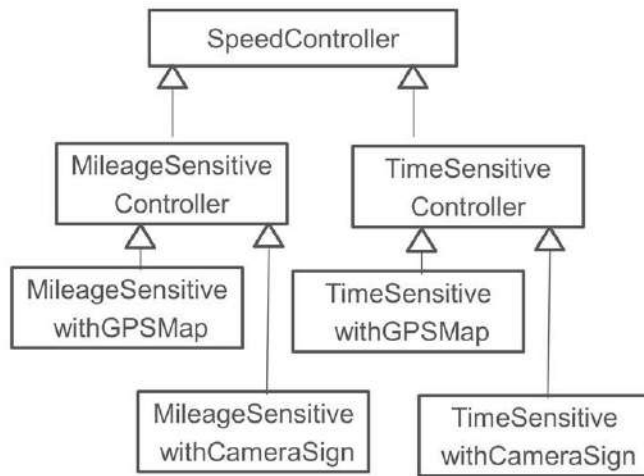 SpeedController
MileageSensitive
Controller
TimeSensitive
Controller
MileageSensitive
withGPSMap
TimeSensitive
withGPSMap
MileageSensitive
withCameraSign
TimeSensitive
withCameraSign